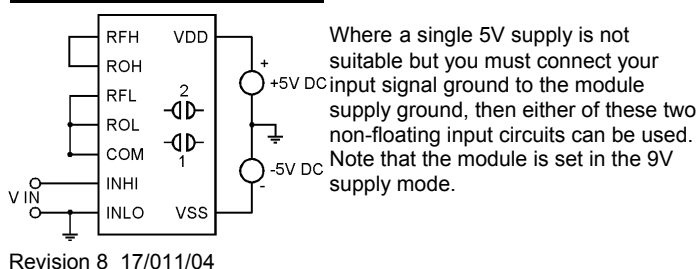 RFH VDD
ROH
RFL
ROL
COM
INHI
INLO VSS
2
1
V IN
+
+5V DC
-5V DC
-
Where a single 5V supply is not
suitable but you must connect your
input signal ground to the module
supply ground, then either of these two
non-floating input circuits can be used.
Note that the module is set in the 9V
supply mode.
Revision 8 17/011/04